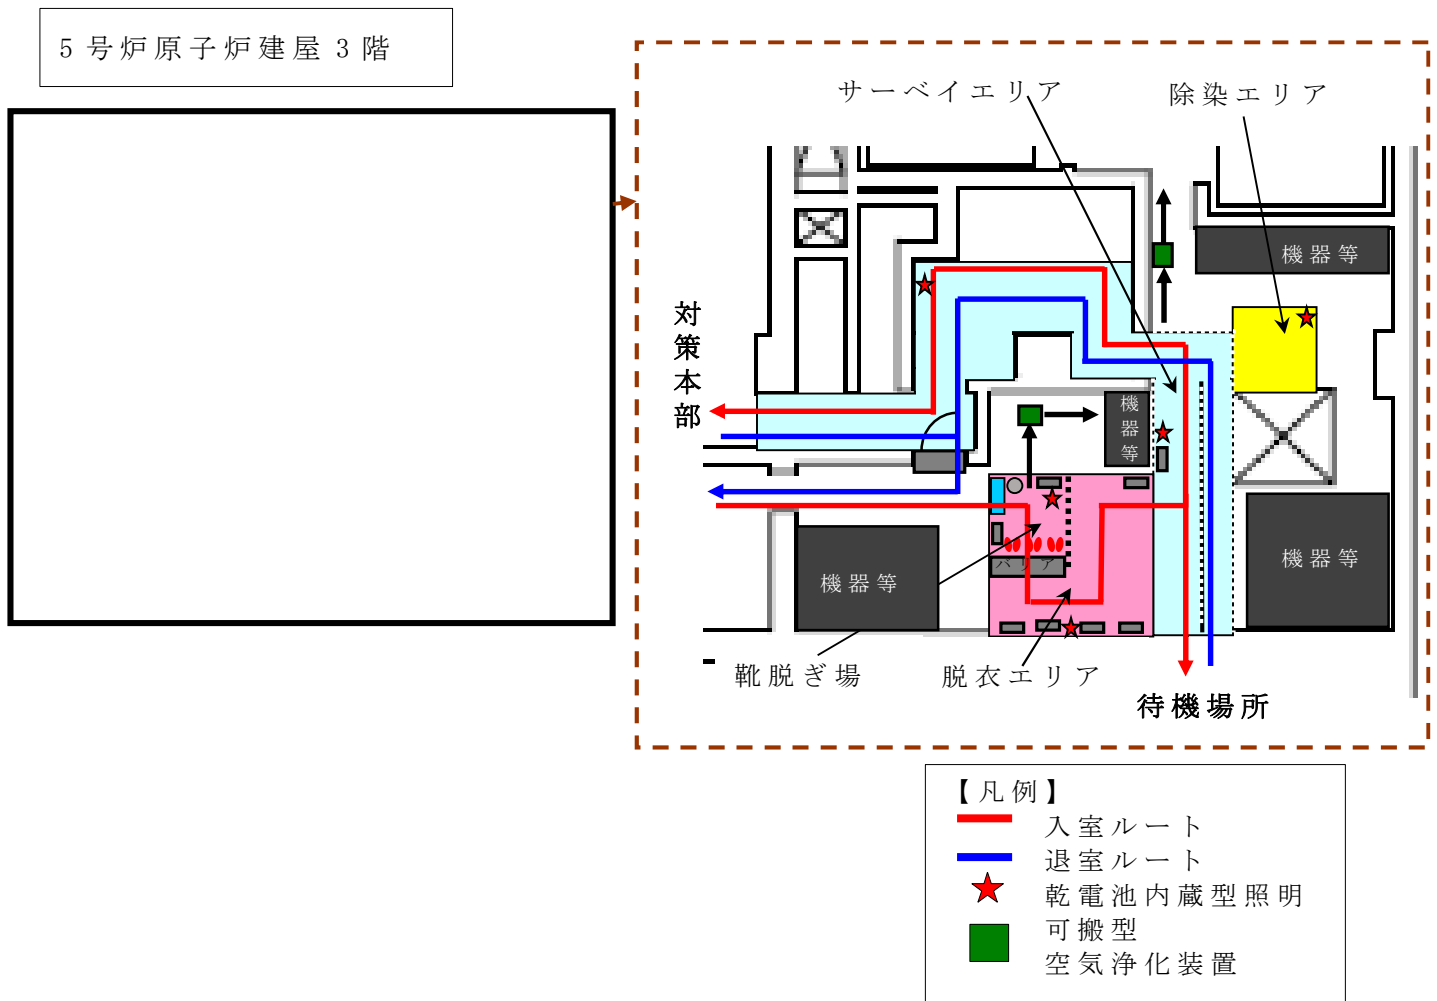 5号炉原子炉建屋3階
サーベイエリア
除染エリア
機器等
対策本部
機器等
バリア
機器等
機器等
靴脱ぎ場
脱衣エリア
待機場所
【凡例】
入室ルート
退室ルート
乾電池内蔵型照明
可搬型
空気浄化装置